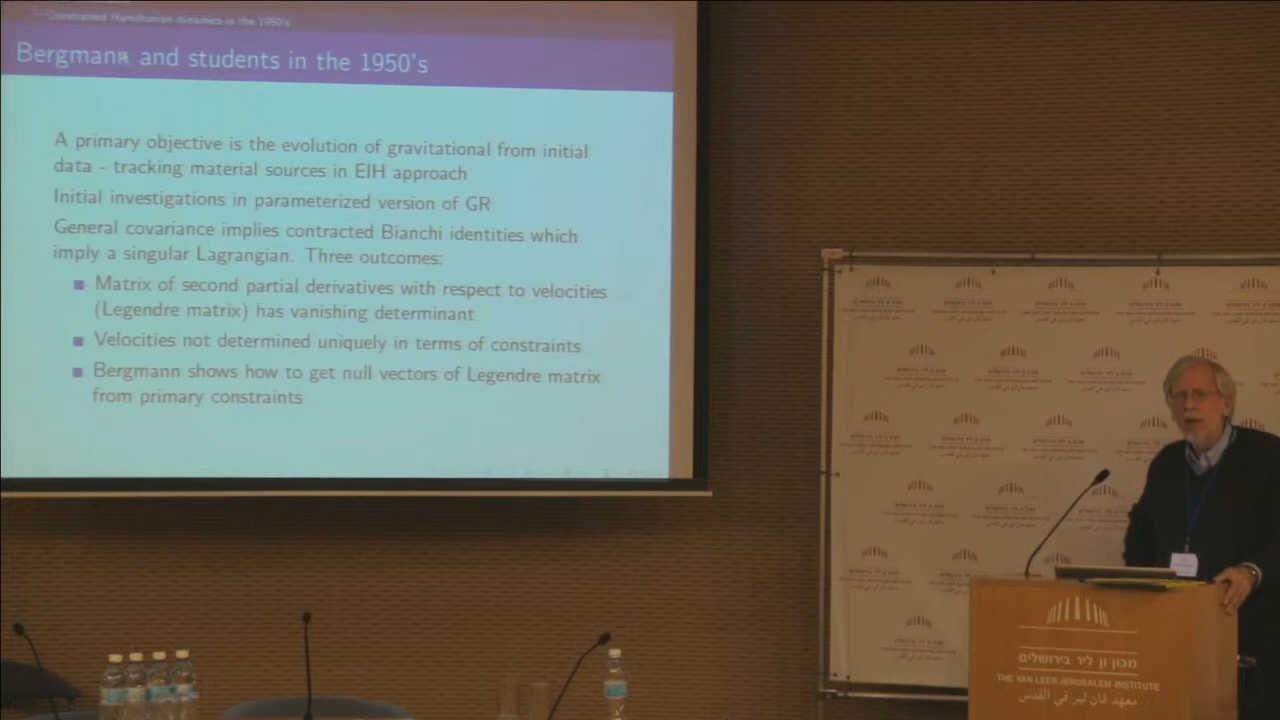 Constrained Hamiltonian dynamics in the 1950's
Bergmann and students in the 1950's
A primary objective is the evolution of gravitational from initial
data - tracking material sources in EIH approach
Initial investigations in parameterized version of GR
General covariance implies contracted Bianchi identities which
imply a singular Lagrangian. Three outcomes:
Matrix of second partial derivatives with respect to velocities
(Legendre matrix) has vanishing determinant
Velocities not determined uniquely in terms of constraints
Bergmann shows how to get null vectors of Legendre matrix
from primary constraints
מכון ון ליר בירושלים
THE VAN LEER JERUSALEM INSTITUTE
معهد ڤان لير في القدس